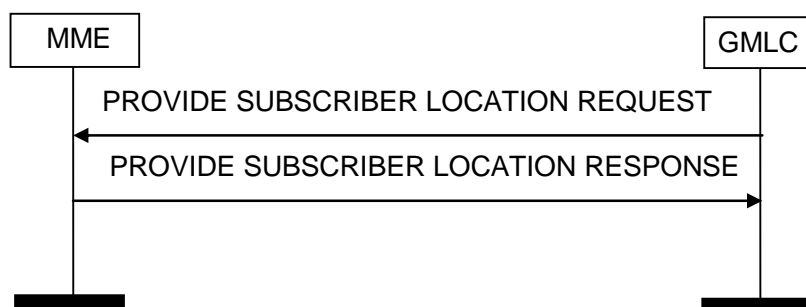 MME
GMLC
PROVIDE SUBSCRIBER LOCATION REQUEST
PROVIDE SUBSCRIBER LOCATION RESPONSE